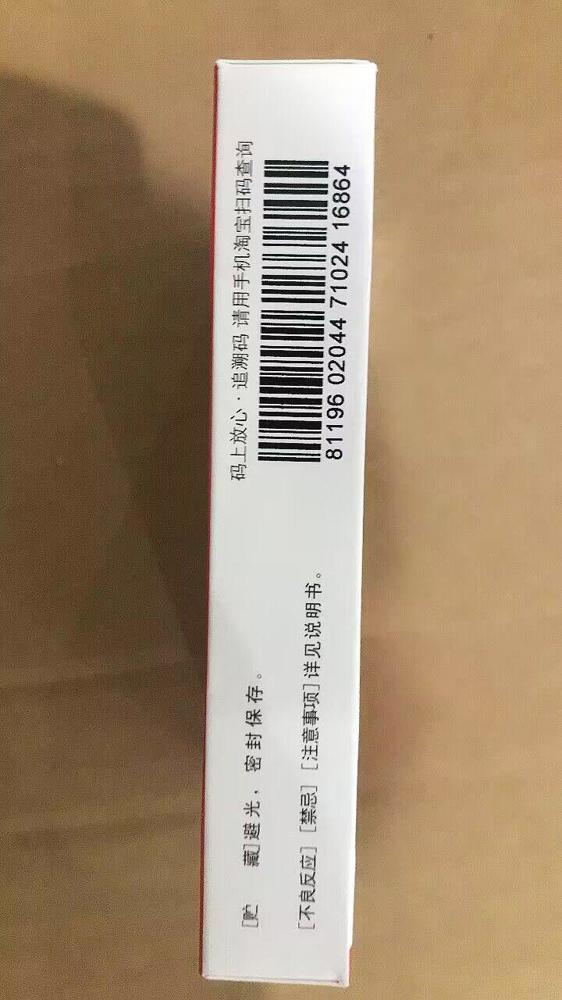 [贮　藏]避光，密封保存。
[不良反应] [禁忌] [注意事项]详见说明书。
码上放心·追溯码 请用手机淘宝扫码查询
81196 02044 71024 16864